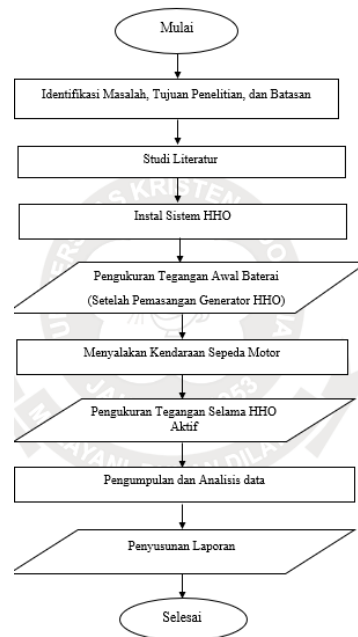 Mulai
Identifikasi Masalah, Tujuan Penelitian, dan Batasan
Studi Literatur
Instal Sistem HHO
Pengukuran Tegangan Awal Baterai
(Setelah Pemasangan Generator HHO)
Menyalakan Kendaraan Sepeda Motor
Pengukuran Tegangan Selama HHO
Aktif
Pengumpulan dan Analisis data
Penyusunan Laporan
Selesai